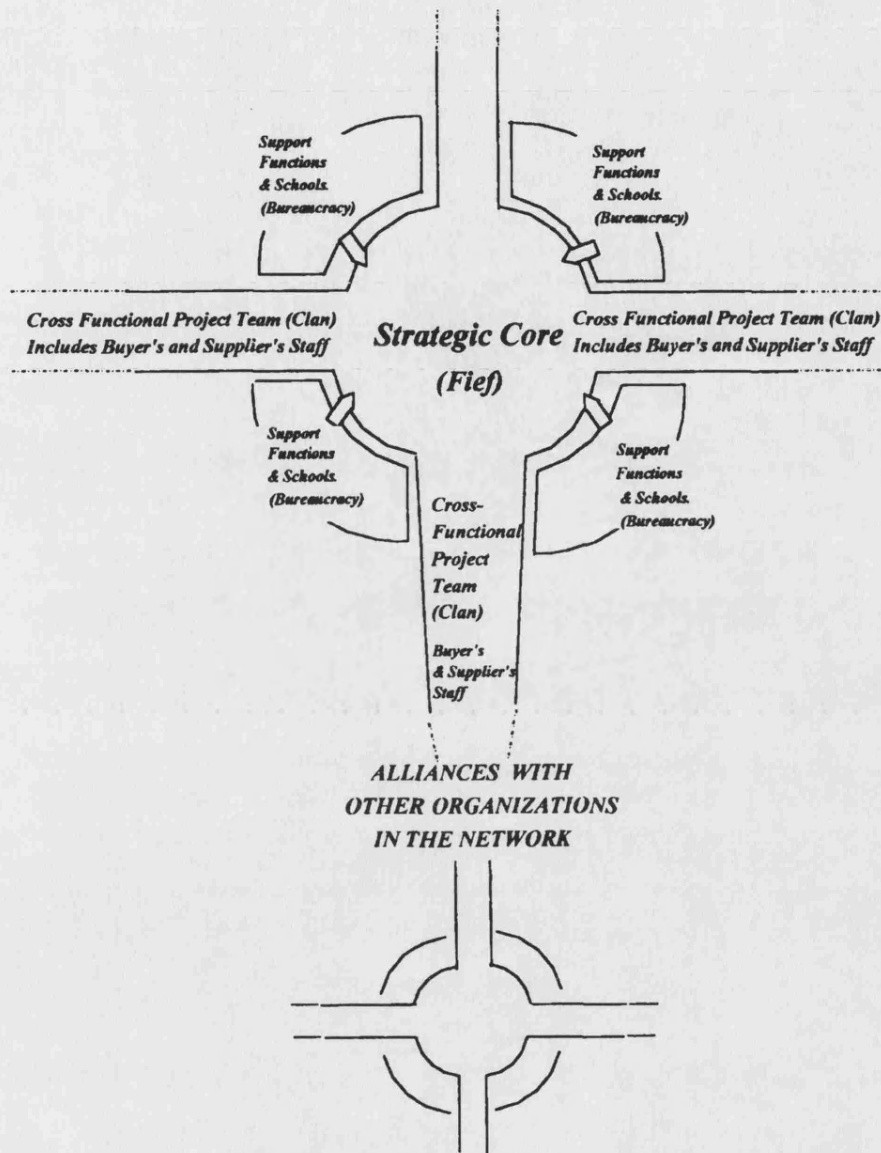 Support
Functions
& Schools.
(Bureaucracy)
Support
Functions
& Schools.
(Bureaucracy)
Cross Functional Project Team (Clan)
Includes Buyer's and Supplier's Staff
Strategic Core
(Fief)
Cross Functional Project Team (Clan)
Includes Buyer's and Supplier's Staff
Support
Functions
& Schools.
(Bureaucracy)
Support
Functions
& Schools.
(Bureaucracy)
Cross-
Functional
Project
Team
(Clan)
Buyer's
& Supplier's
Staff
ALLIANCES WITH
OTHER ORGANIZATIONS
IN THE NETWORK